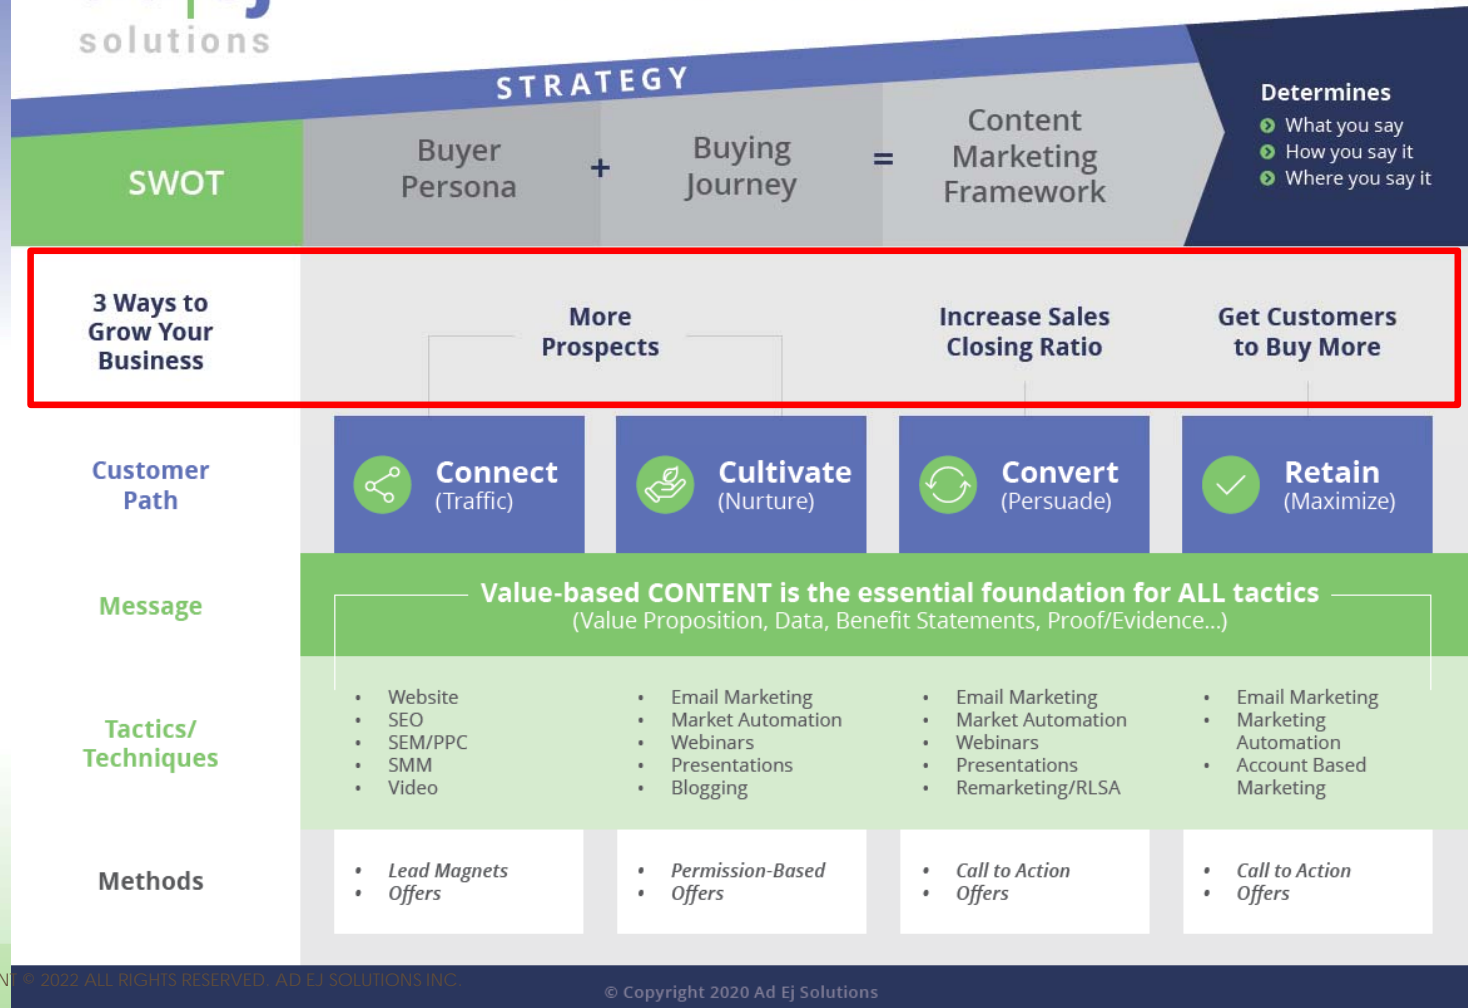 solutions
STRATEGY
SWOT
Buyer
Persona
+
Buying
Journey
=
Content
Marketing
Framework
Determines
What you say
How you say it
Where you say it
3 Ways to
Grow Your
Business
More
Prospects
Increase Sales
Closing Ratio
Get Customers
to Buy More
Customer
Path
Connect
(Traffic)
Cultivate
(Nurture)
Convert
(Persuade)
Retain
(Maximize)
Message
Value-based CONTENT is the essential foundation for ALL tactics
(Value Proposition, Data, Benefit Statements, Proof/Evidence...)
Tactics/
Techniques
• Website
• SEO
• SEM/PPC
• SMM
• Video
• Email Marketing
• Market Automation
• Webinars
• Presentations
• Blogging
• Email Marketing
• Market Automation
• Webinars
• Presentations
• Remarketing/RLSA
• Email Marketing
• Marketing
Automation
• Account Based
Marketing
Methods
• Lead Magnets
• Offers
• Permission-Based
• Offers
• Call to Action
• Offers
• Call to Action
• Offers
© 2022 ALL RIGHTS RESERVED. AD EJ SOLUTIONS INC.
© Copyright 2020 Ad Ej Solutions